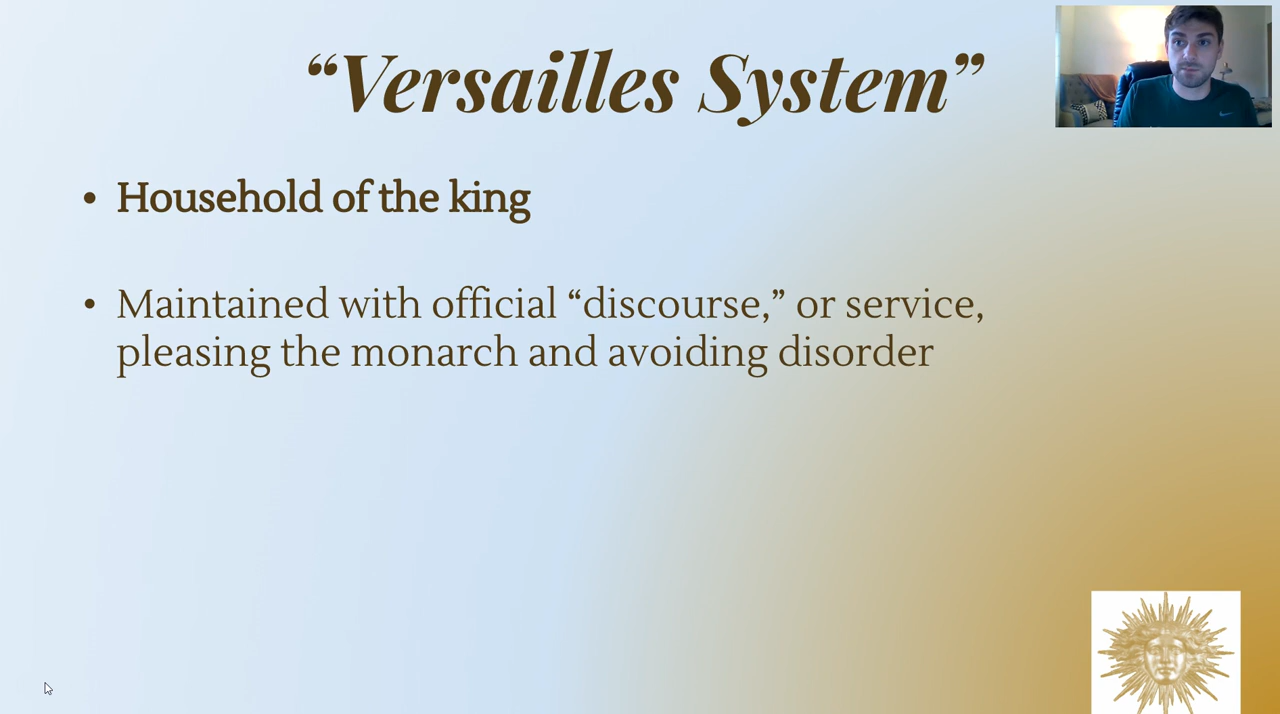 “Versailles System”
• Household of the king
• Maintained with official “discourse,” or service,
pleasing the monarch and avoiding disorder